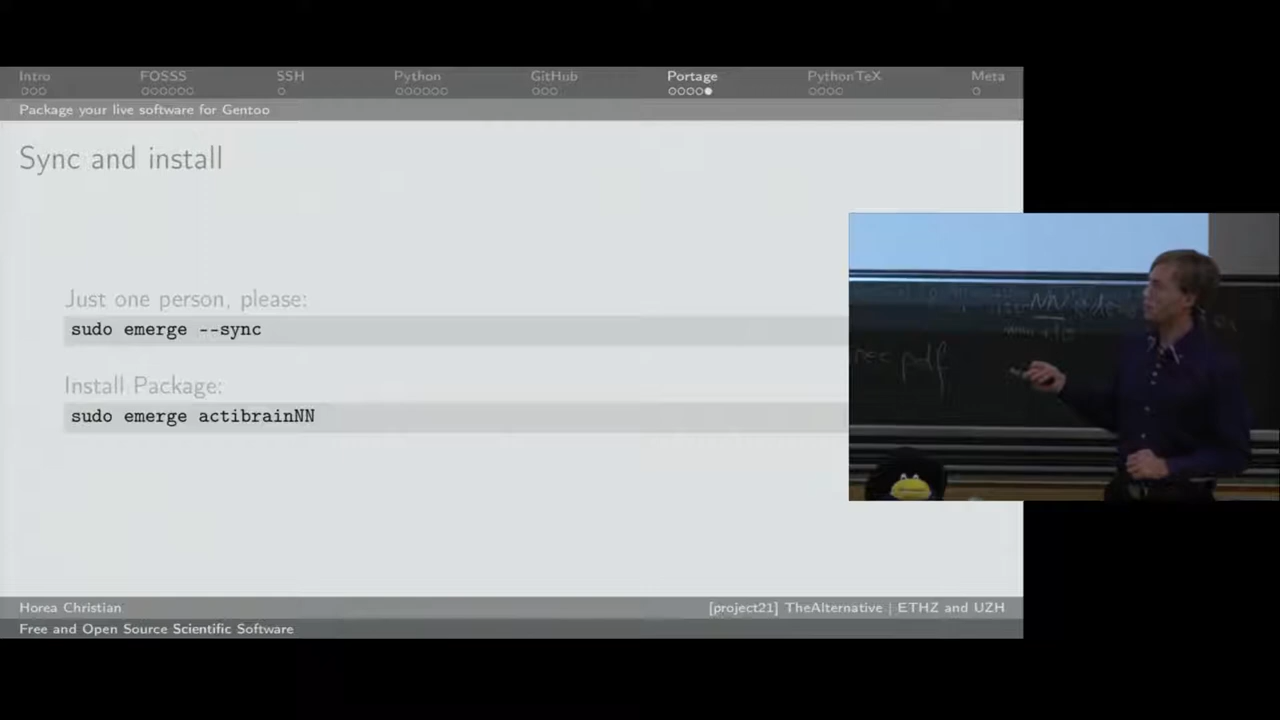 Intro FOSSS SSH Python GitHub Portage PythonTeX Meta
Package your live software for Gentoo
Sync and install
Just one person, please:
sudo emerge --sync
Install Package:
sudo emerge actibrainNN
pdf
Horea Christian [project21] TheAlternative | ETHZ and UZH
Free and Open Source Scientific Software